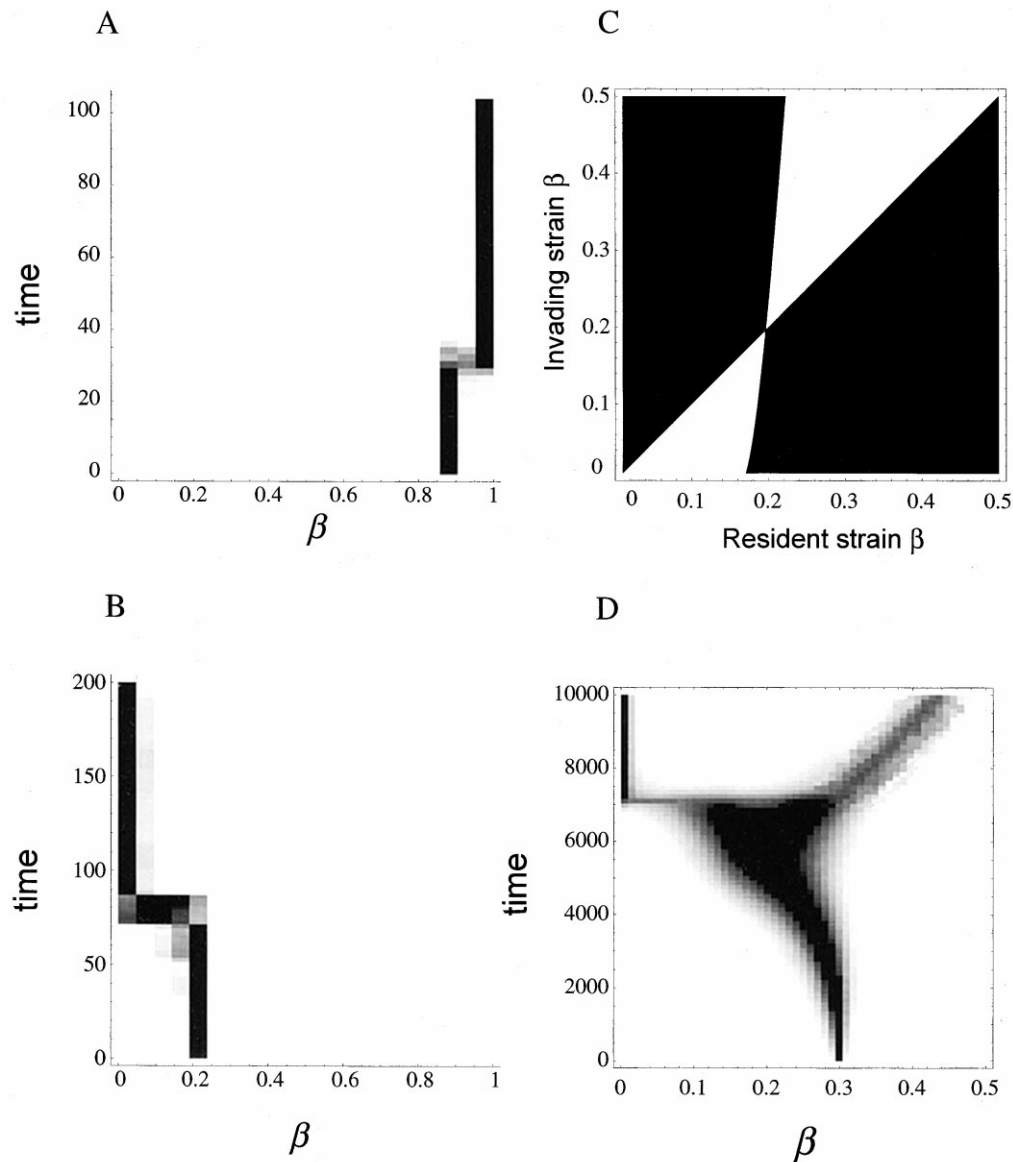 A
100
80
60
40
20
0
time
0 0.2 0.4 0.6 0.8 1
β
C
0.5
0.4
0.3
0.2
0.1
0
Invading strain β
0 0.1 0.2 0.3 0.4 0.5
Resident strain β
B
200
150
100
50
0
time
0 0.2 0.4 0.6 0.8 1
β
D
10000
8000
6000
4000
2000
0
time
0 0.1 0.2 0.3 0.4 0.5
β